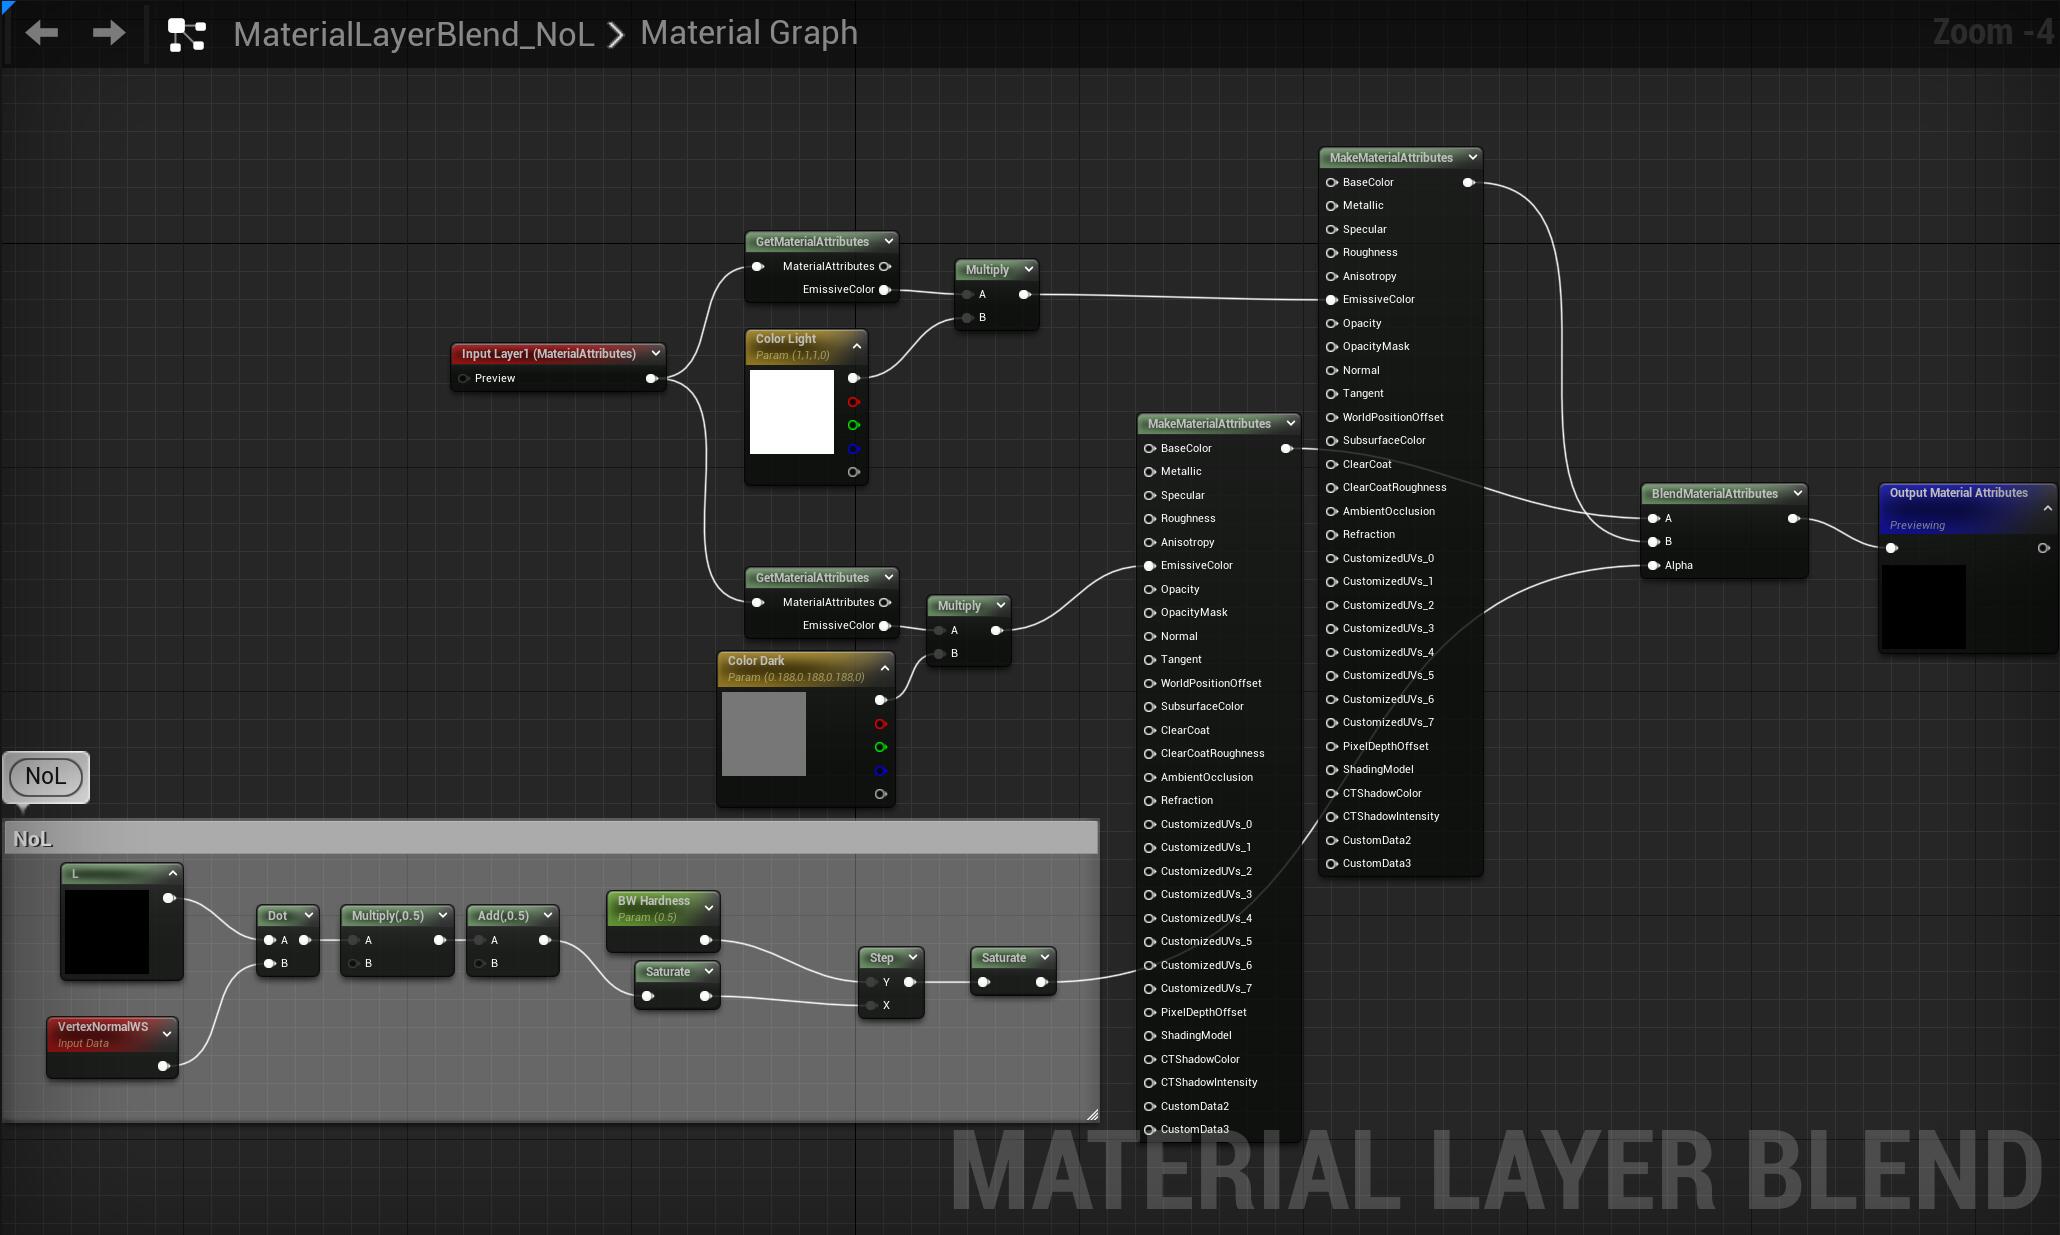 MaterialLayerBlend_NoL > Material Graph
Zoom -4
MakeMaterialAttributes
BaseColor
Metallic
Specular
Roughness
Anisotropy
EmissiveColor
Opacity
OpacityMask
Normal
Tangent
WorldPositionOffset
SubsurfaceColor
ClearCoat
ClearCoatRoughness
AmbientOcclusion
Refraction
CustomizedUVs_0
CustomizedUVs_1
CustomizedUVs_2
CustomizedUVs_3
CustomizedUVs_4
CustomizedUVs_5
CustomizedUVs_6
CustomizedUVs_7
PixelDepthOffset
ShadingModel
CTShadowColor
CTShadowIntensity
CustomData2
CustomData3
GetMaterialAttributes
MaterialAttributes
EmissiveColor
Multiply
A
B
Color Light
Param (1,1,1,0)
Input Layer1 (MaterialAttributes)
Preview
MakeMaterialAttributes
BaseColor
Metallic
Specular
Roughness
Anisotropy
EmissiveColor
Opacity
OpacityMask
Normal
Tangent
WorldPositionOffset
SubsurfaceColor
ClearCoat
ClearCoatRoughness
AmbientOcclusion
Refraction
CustomizedUVs_0
CustomizedUVs_1
CustomizedUVs_2
CustomizedUVs_3
CustomizedUVs_4
CustomizedUVs_5
CustomizedUVs_6
CustomizedUVs_7
PixelDepthOffset
ShadingModel
CTShadowColor
CTShadowIntensity
CustomData2
CustomData3
BlendMaterialAttributes
A
B
Alpha
Output Material Attributes
Previewing
GetMaterialAttributes
MaterialAttributes
EmissiveColor
Multiply
A
B
Color Dark
Param (0.188,0.188,0.188,0)
NoL
NoL
L
Dot
A
B
Multiply(,0.5)
A
B
Add(,0.5)
A
B
BW Hardness
Param (0.5)
Saturate
Step
Y
X
Saturate
VertexNormalWS
Input Data
MATERIAL LAYER BLEND